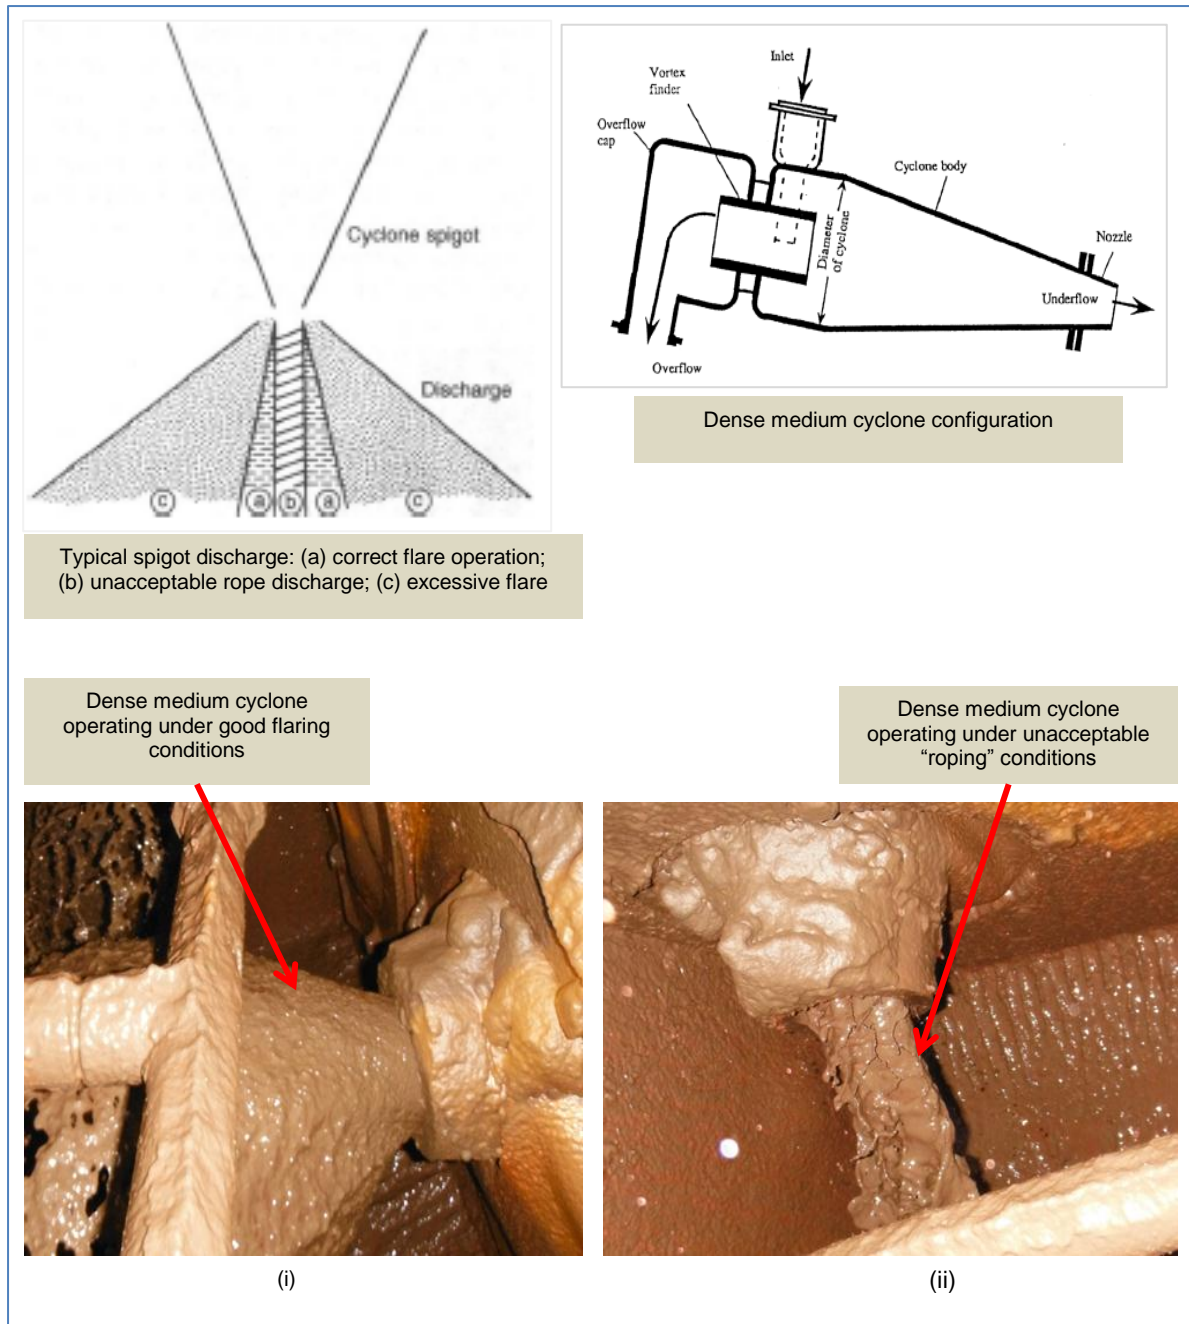 Cyclone spigot
Discharge
c
a
b
a
c
Typical spigot discharge: (a) correct flare operation;
(b) unacceptable rope discharge; (c) excessive flare
Inlet
Vortex
finder
Overflow
cap
Cyclone body
Diameter
of cyclone
Nozzle
Underflow
Overflow
Dense medium cyclone configuration
Dense medium cyclone
operating under good flaring
conditions
Dense medium cyclone
operating under unacceptable
“roping” conditions
(i)
(ii)